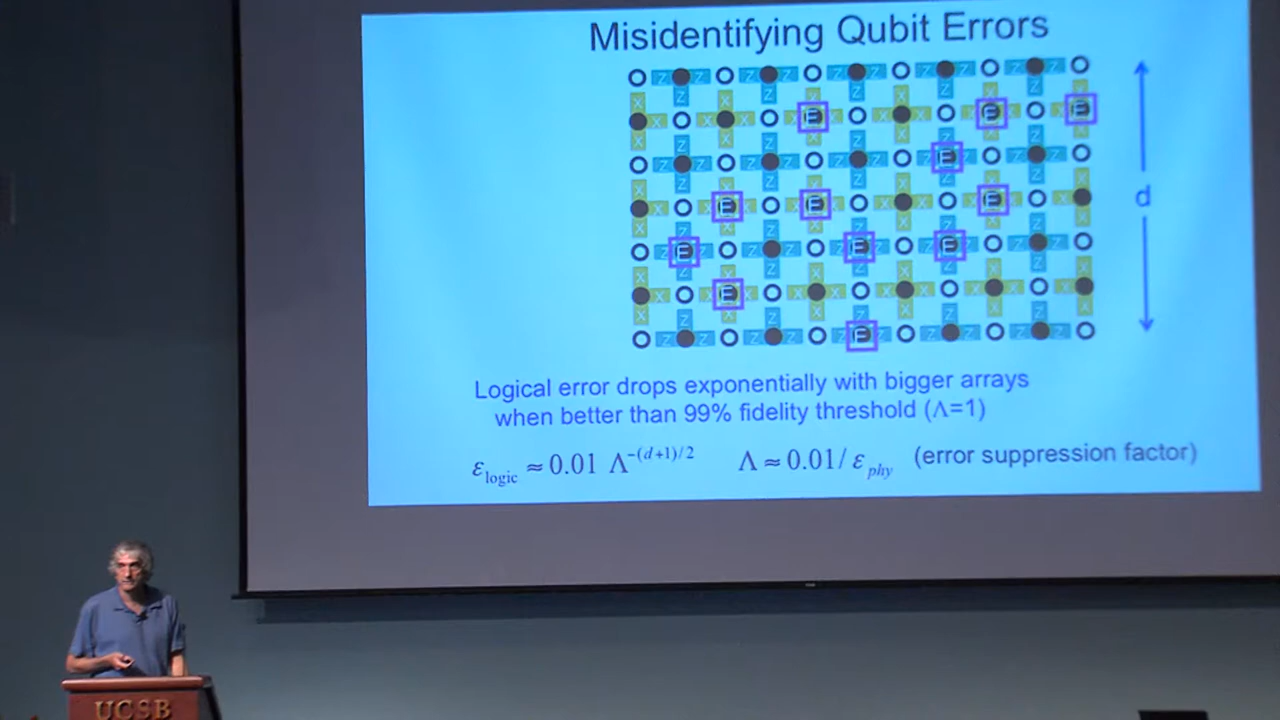 Misidentifying Qubit Errors
Z Z Z Z Z Z Z Z Z Z
E E E
E
d
E E E
E E E
E
E
Logical error drops exponentially with bigger arrays
when better than 99% fidelity threshold (Λ=1)
ε_logic ≈ 0.01 Λ^-(d+1)/2 Λ ≈ 0.01/ ε_phy (error suppression factor)
UCSB